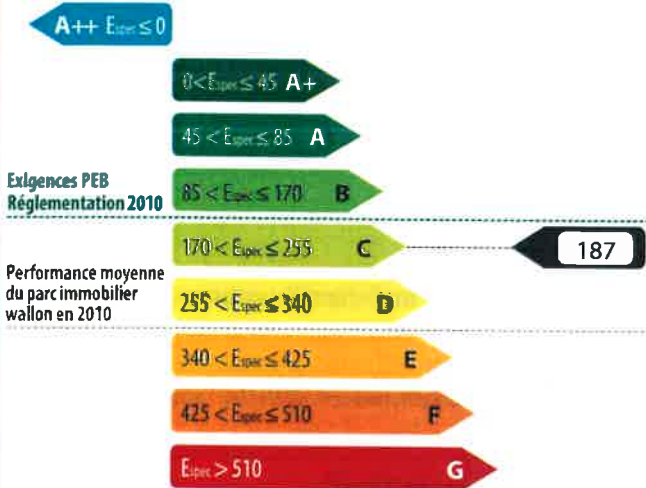 A++ Espec ≤ 0
0 < Espec ≤ 45 A+
45 < Espec ≤ 85 A
Exigences PEB
Réglementation 2010
85 < Espec ≤ 170 B
170 < Espec ≤ 255 C
187
Performance moyenne
du parc immobilier
wallon en 2010
255 < Espec ≤ 340 D
340 < Espec ≤ 425 E
425 < Espec ≤ 510 F
Espec > 510 G